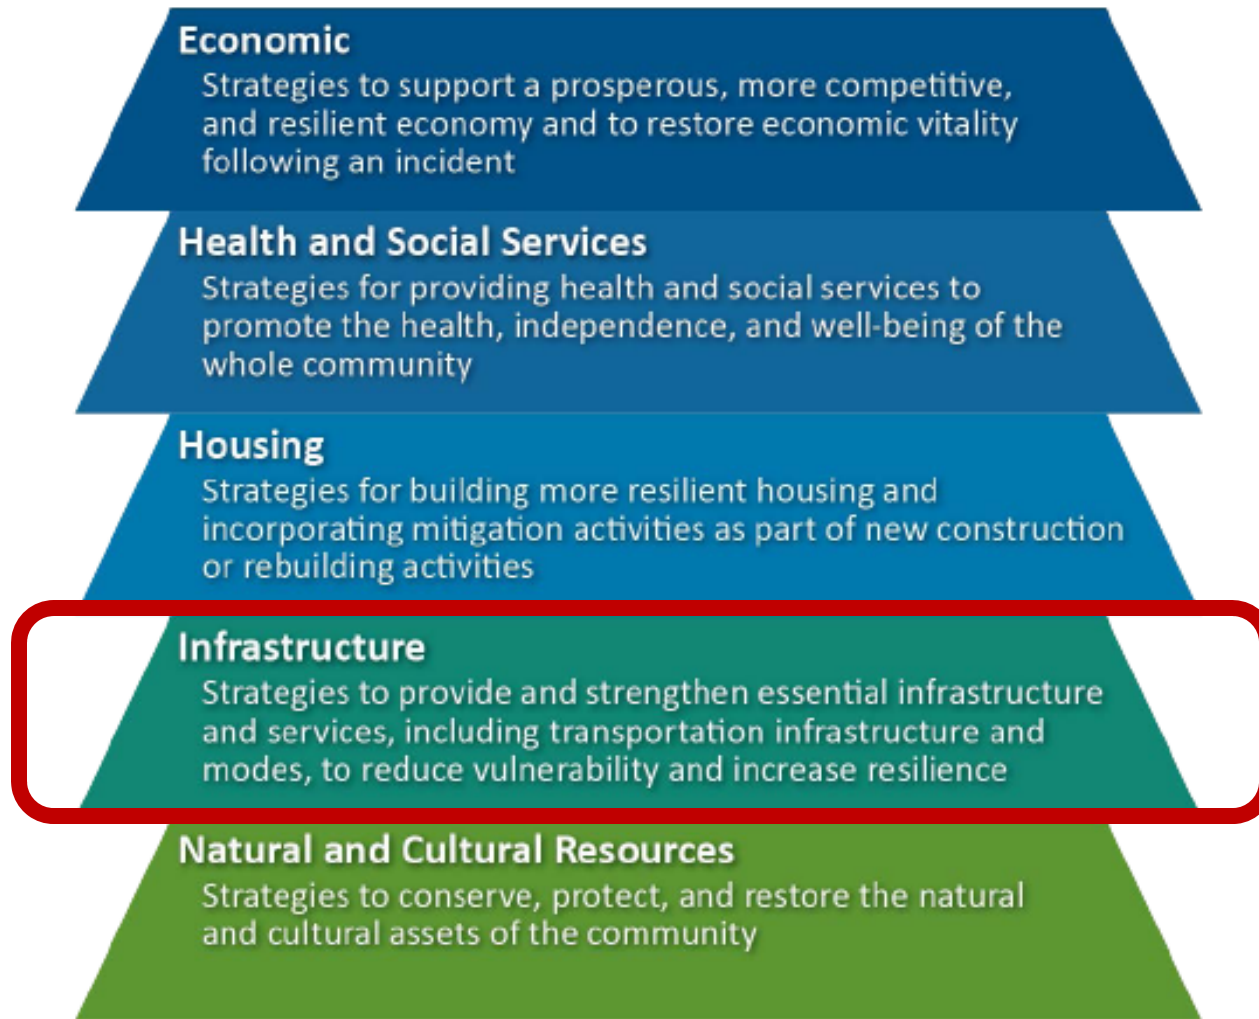 Economic
Strategies to support a prosperous, more competitive,
and resilient economy and to restore economic vitality
following an incident
Health and Social Services
Strategies for providing health and social services to
promote the health, independence, and well-being of the
whole community
Housing
Strategies for building more resilient housing and
incorporating mitigation activities as part of new construction
or rebuilding activities
Infrastructure
Strategies to provide and strengthen essential infrastructure
and services, including transportation infrastructure and
modes, to reduce vulnerability and increase resilience
Natural and Cultural Resources
Strategies to conserve, protect, and restore the natural
and cultural assets of the community